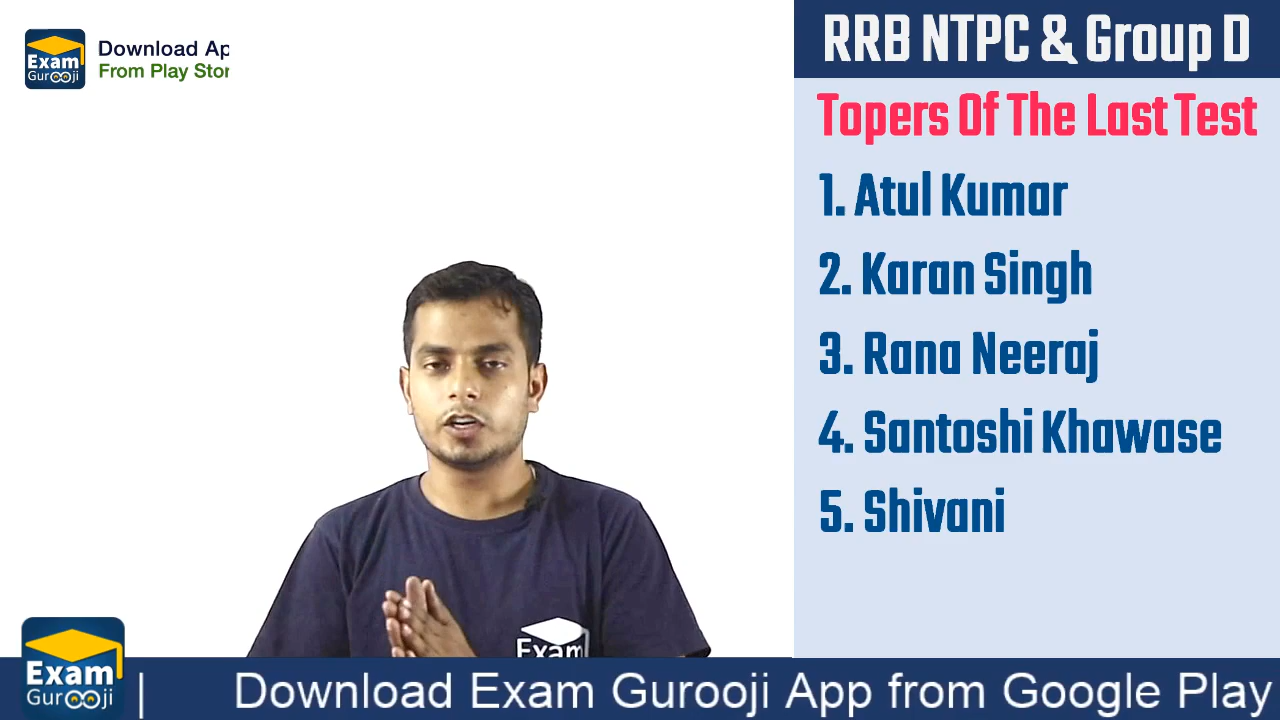 Exam
Gurooji
Download Ap
From Play Stor
RRB NTPC & Group D
Topers Of The Last Test
1. Atul Kumar
2. Karan Singh
3. Rana Neeraj
4. Santoshi Khawase
5. Shivani
Exam
Exam
Gurooji
| Download Exam Gurooji App from Google Play